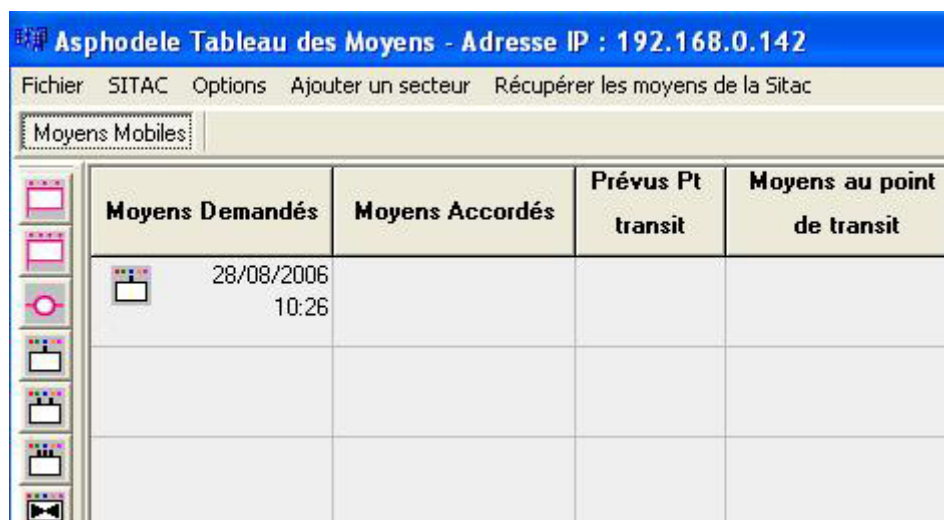 Asphodele Tableau des Moyens - Adresse IP : 192.168.0.142
Fichier SITAC Options Ajouter un secteur Récupérer les moyens de la Sitac
Moyens Mobiles
Moyens Demandés
Moyens Accordés
Prévus Pt
transit
Moyens au point
de transit
28/08/2006
10:26